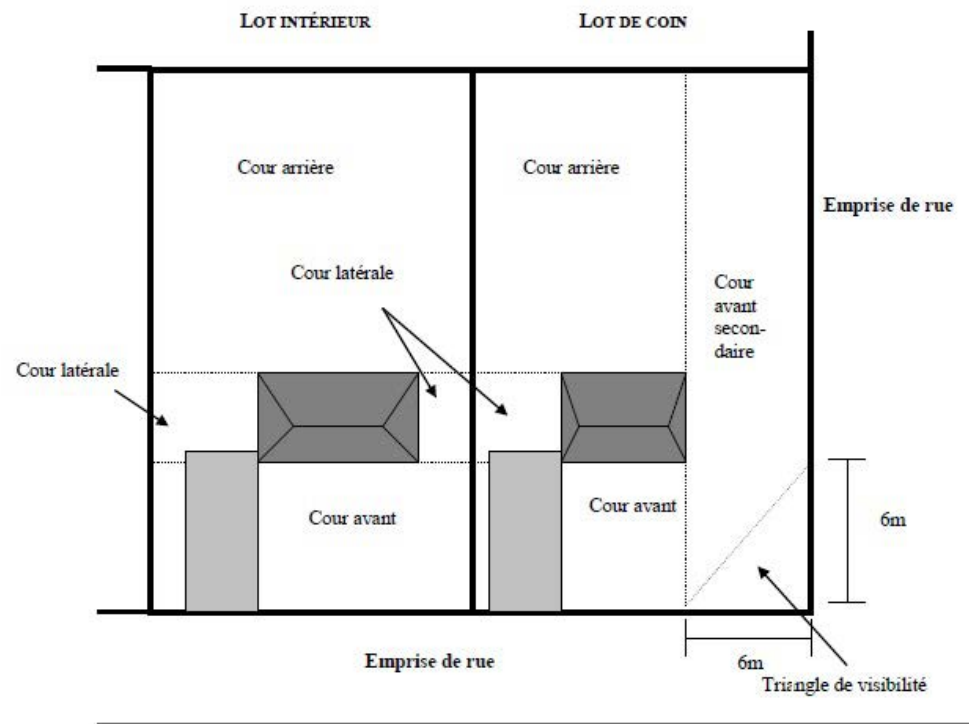 LOT INTÉRIEUR
LOT DE COIN
Cour arrière
Cour arrière
Emprise de rue
Cour latérale
Cour
avant
secon-
daire
Cour latérale
Cour avant
Cour avant
6m
Emprise de rue
6m
Triangle de visibilité